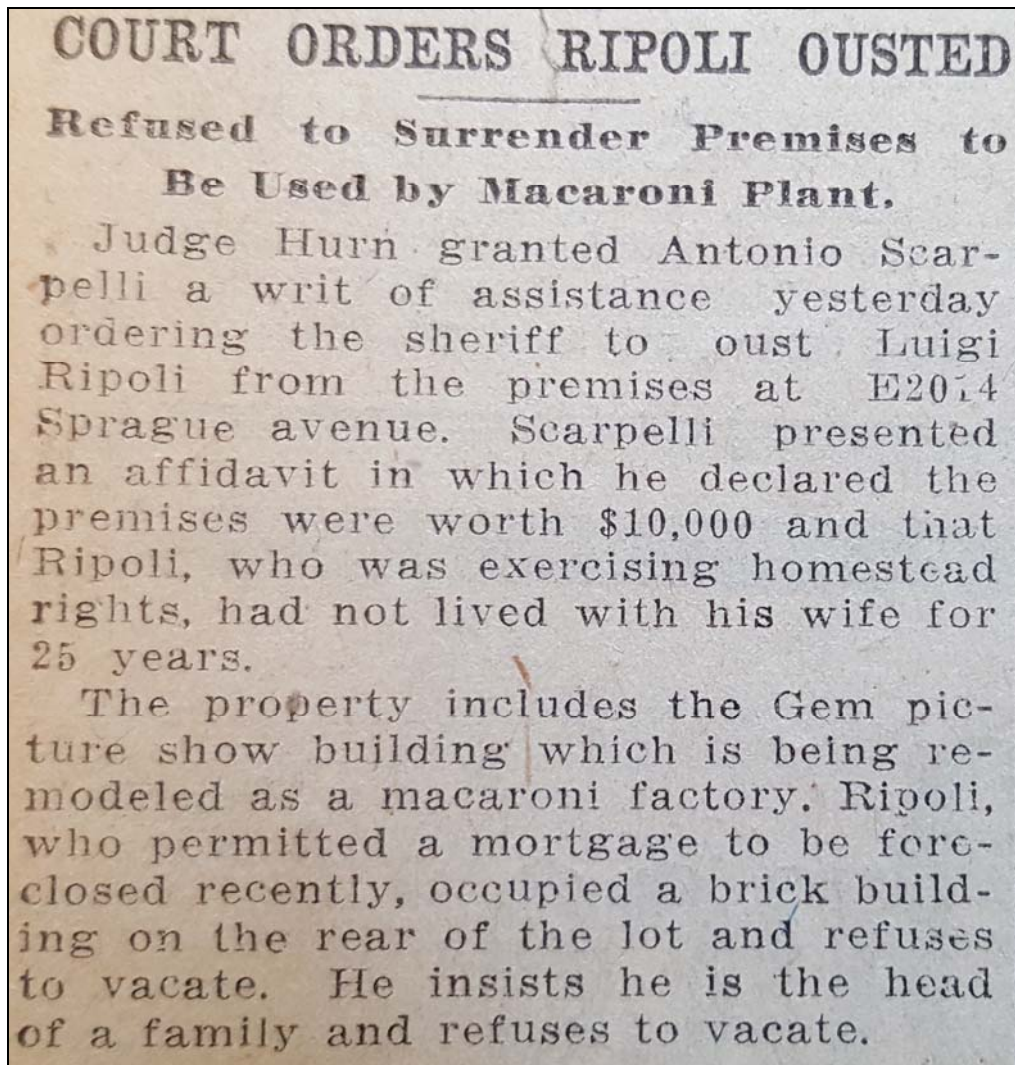 COURT ORDERS RIPOLI OUSTED
Refused to Surrender Premises to
Be Used by Macaroni Plant.
Judge Hurn granted Antonio Scar-
pelli a writ of assistance yesterday
ordering the sheriff to oust Luigi
Ripoli from the premises at E2014
Sprague avenue. Scarpelli presented
an affidavit in which he declared the
premises were worth $10,000 and that
Ripoli, who was exercising homestead
rights, had not lived with his wife for
25 years.
The property includes the Gem pic-
ture show building which is being re-
modeled as a macaroni factory. Ripoli,
who permitted a mortgage to be fore-
closed recently, occupied a brick build-
ing on the rear of the lot and refuses
to vacate. He insists he is the head
of a family and refuses to vacate.